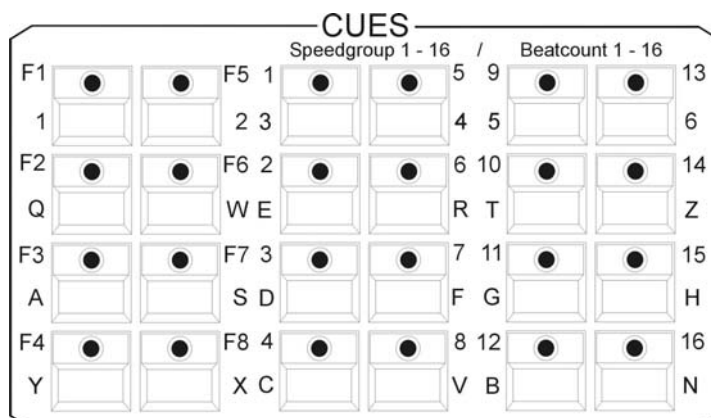 CUES
Speedgroup 1 - 16 / Beatcount 1 - 16
F1 F5 1 5 9 13
1 2 3 4 5 6
F2 F6 2 6 10 14
Q W E R T Z
F3 F7 3 7 11 15
A S D F G H
F4 F8 4 8 12 16
Y X C V B N